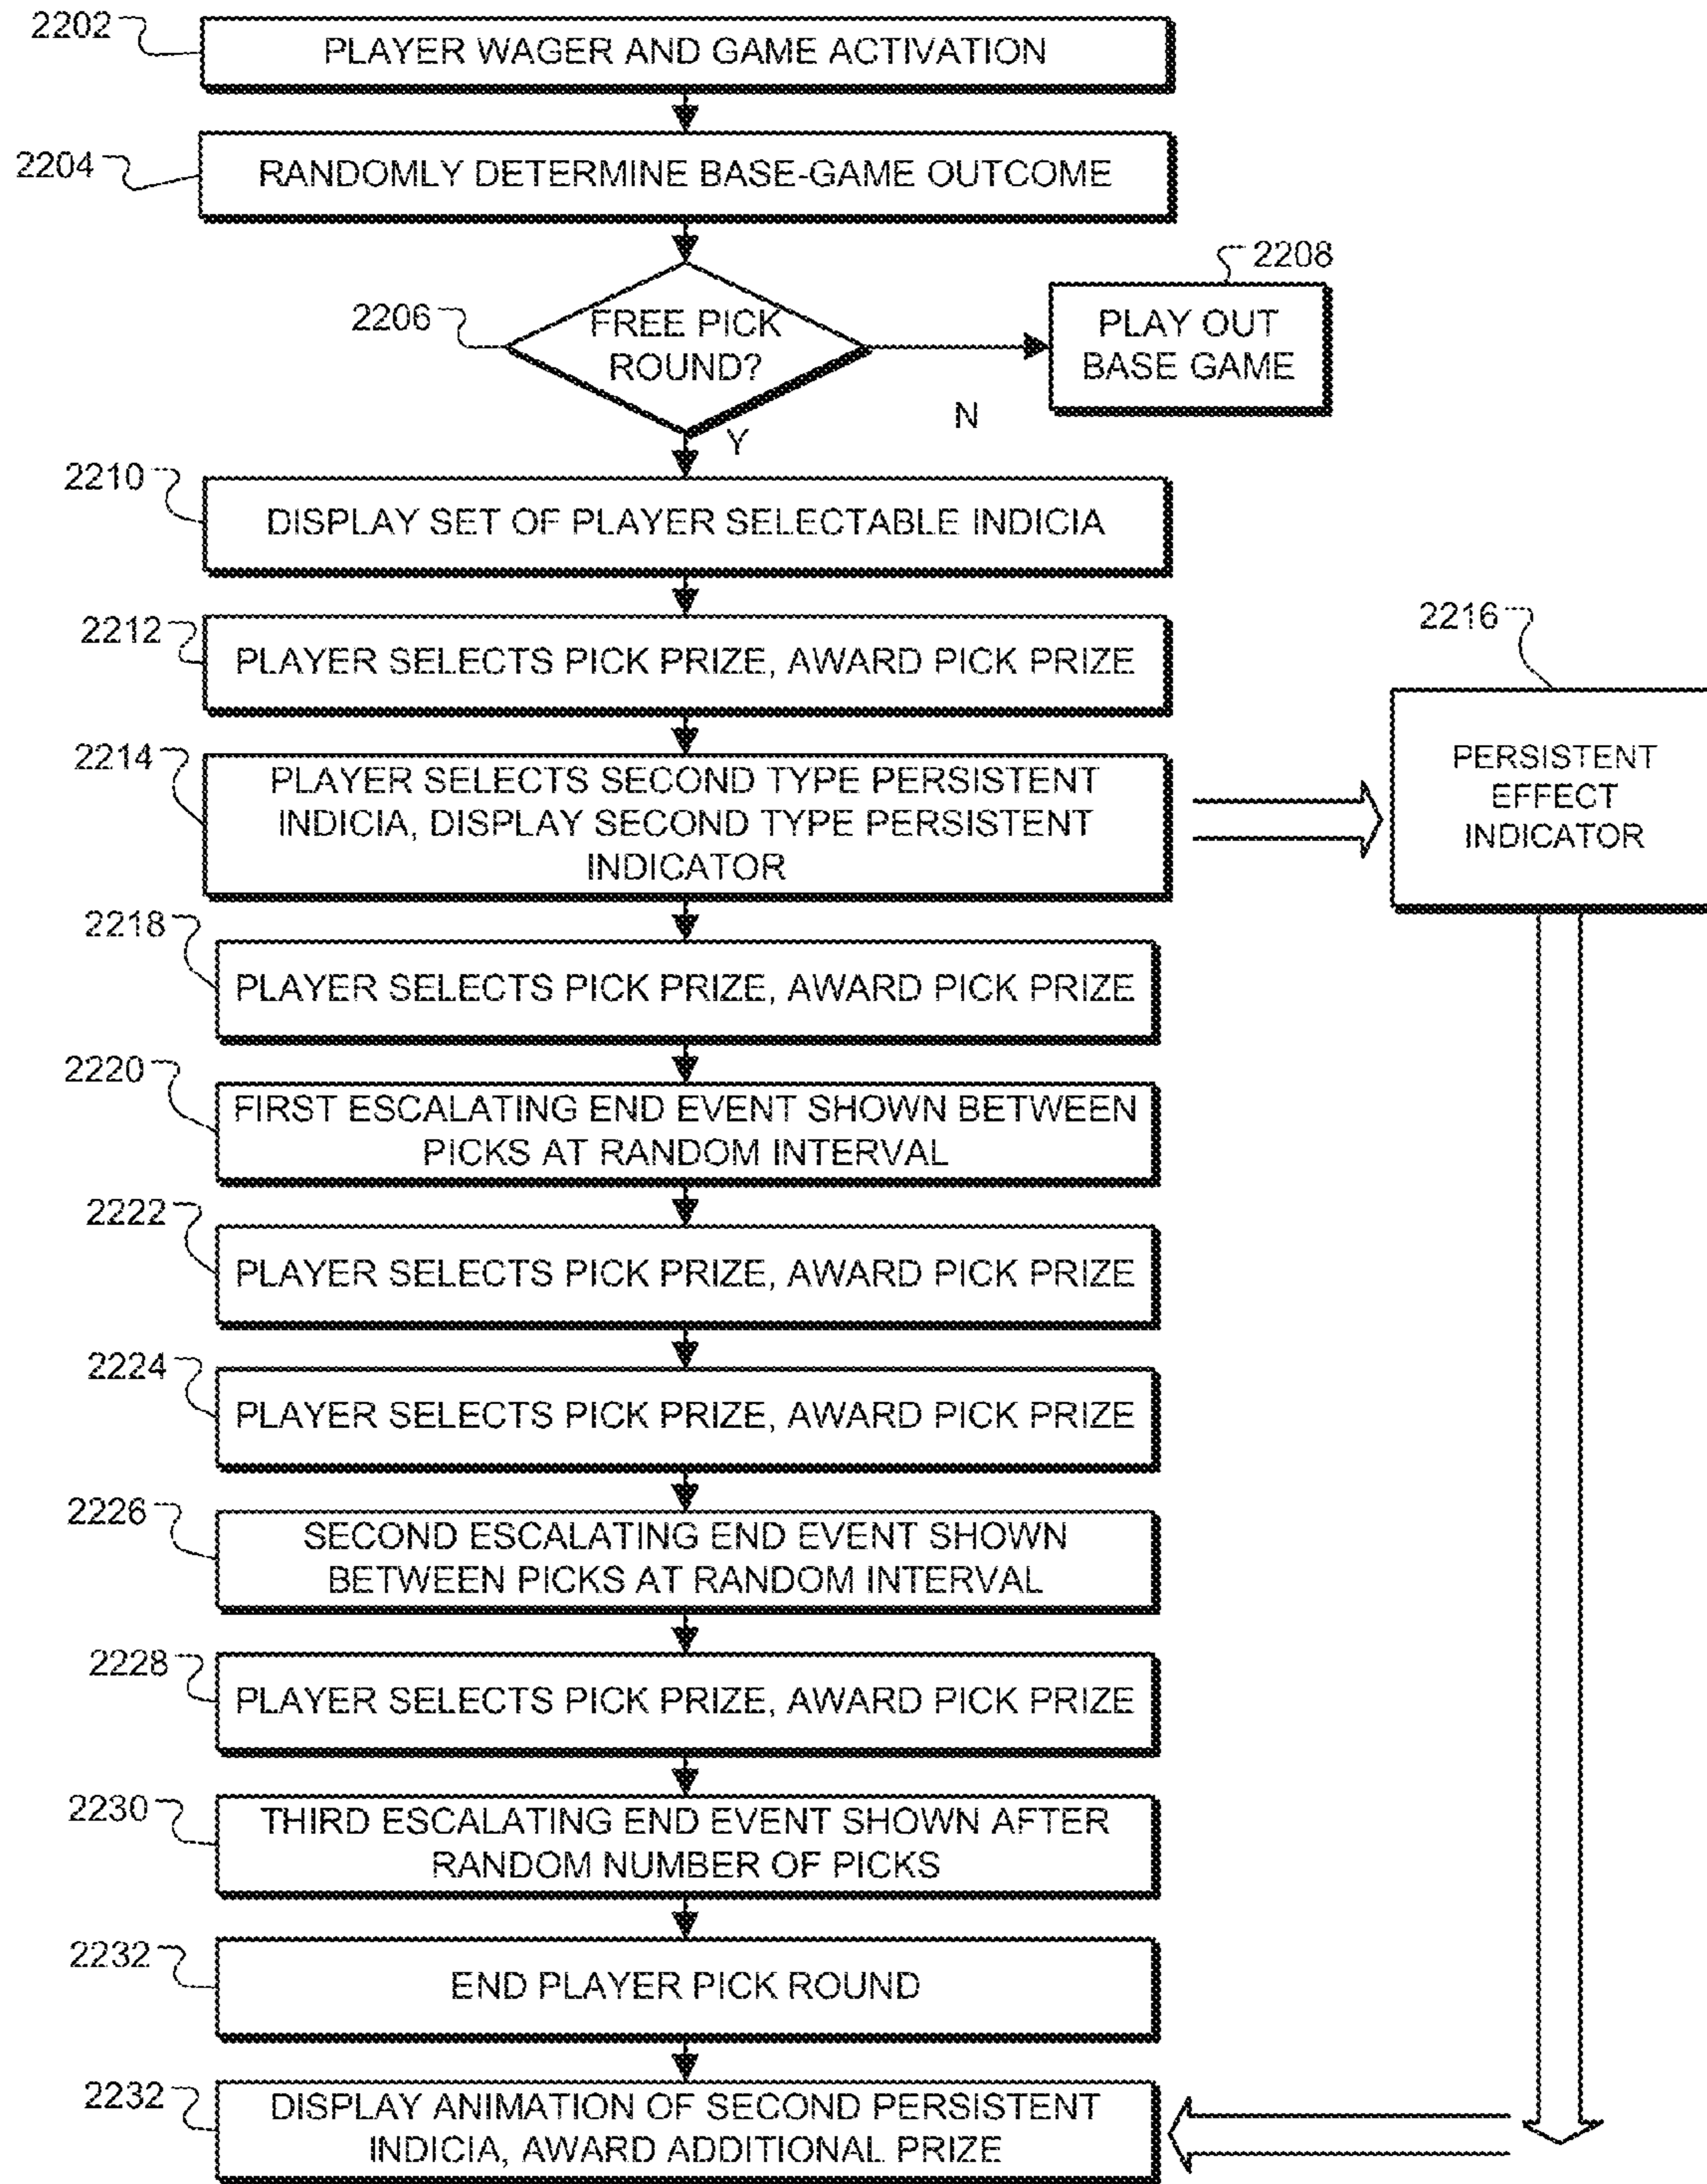 2202
PLAYER WAGER AND GAME ACTIVATION
2204
RANDOMLY DETERMINE BASE-GAME OUTCOME
2206
FREE PICK
ROUND?
2208
PLAY OUT
BASE GAME
N
Y
2210
DISPLAY SET OF PLAYER SELECTABLE INDICIA
2212
PLAYER SELECTS PICK PRIZE, AWARD PICK PRIZE
2214
PLAYER SELECTS SECOND TYPE PERSISTENT
INDICIA, DISPLAY SECOND TYPE PERSISTENT
INDICATOR
2216
PERSISTENT
EFFECT
INDICATOR
2218
PLAYER SELECTS PICK PRIZE, AWARD PICK PRIZE
2220
FIRST ESCALATING END EVENT SHOWN BETWEEN
PICKS AT RANDOM INTERVAL
2222
PLAYER SELECTS PICK PRIZE, AWARD PICK PRIZE
2224
PLAYER SELECTS PICK PRIZE, AWARD PICK PRIZE
2226
SECOND ESCALATING END EVENT SHOWN
BETWEEN PICKS AT RANDOM INTERVAL
2228
PLAYER SELECTS PICK PRIZE, AWARD PICK PRIZE
2230
THIRD ESCALATING END EVENT SHOWN AFTER
RANDOM NUMBER OF PICKS
2232
END PLAYER PICK ROUND
2232
DISPLAY ANIMATION OF SECOND PERSISTENT
INDICIA, AWARD ADDITIONAL PRIZE